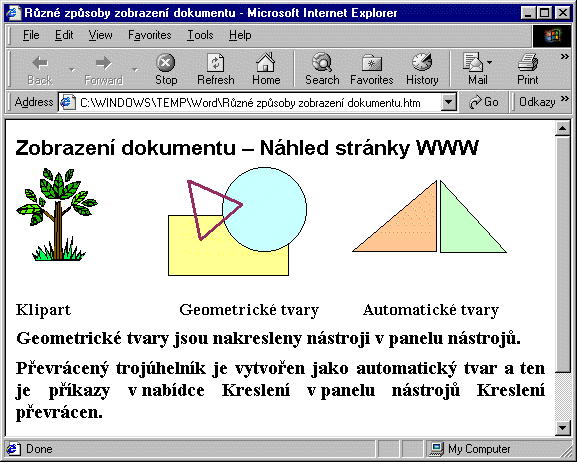 Různé způsoby zobrazení dokumentu - Microsoft Internet Explorer
File Edit View Favorites Tools Help
Back Forward Stop Refresh Home Search Favorites History Mail Print
Address C:\WINDOWS\TEMP\Word\Různé způsoby zobrazení dokumentu.htm Go Odkazy
Zobrazení dokumentu – Náhled stránky WWW
Klipart Geometrické tvary Automatické tvary
Geometrické tvary jsou nakresleny nástroji v panelu nástrojů.
Převrácený trojúhelník je vytvořen jako automatický tvar a ten
je příkazy v nabídce Kreslení v panelu nástrojů Kreslení
převrácen.
Done My Computer